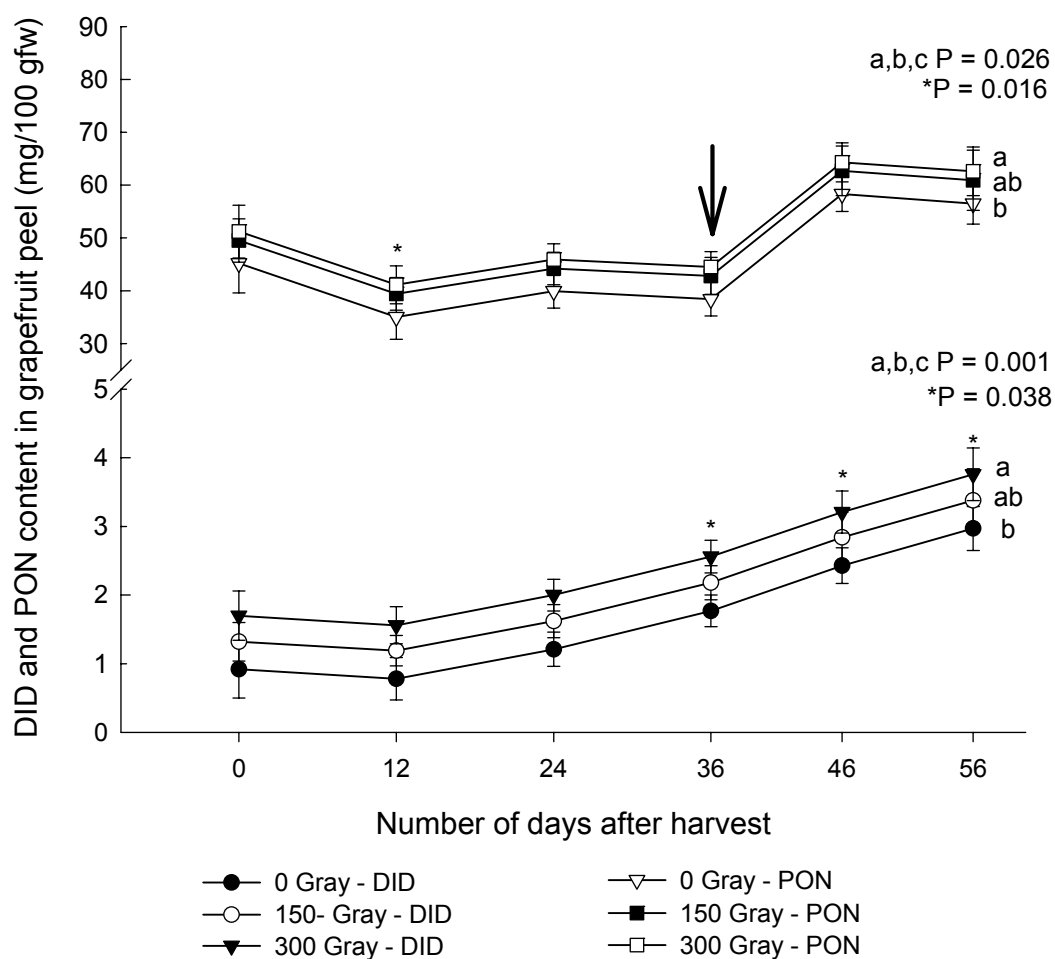 DID and PON content in grapefruit peel (mg/100 gfw)
90
80
70
60
50
40
30
5
4
3
2
1
0
a,b,c P = 0.026
*P = 0.016
*
a
ab
b
a,b,c P = 0.001
*P = 0.038
*
*
*
a
ab
b
0 12 24 36 46 56
Number of days after harvest
0 Gray - DID
150- Gray - DID
300 Gray - DID
0 Gray - PON
150 Gray - PON
300 Gray - PON